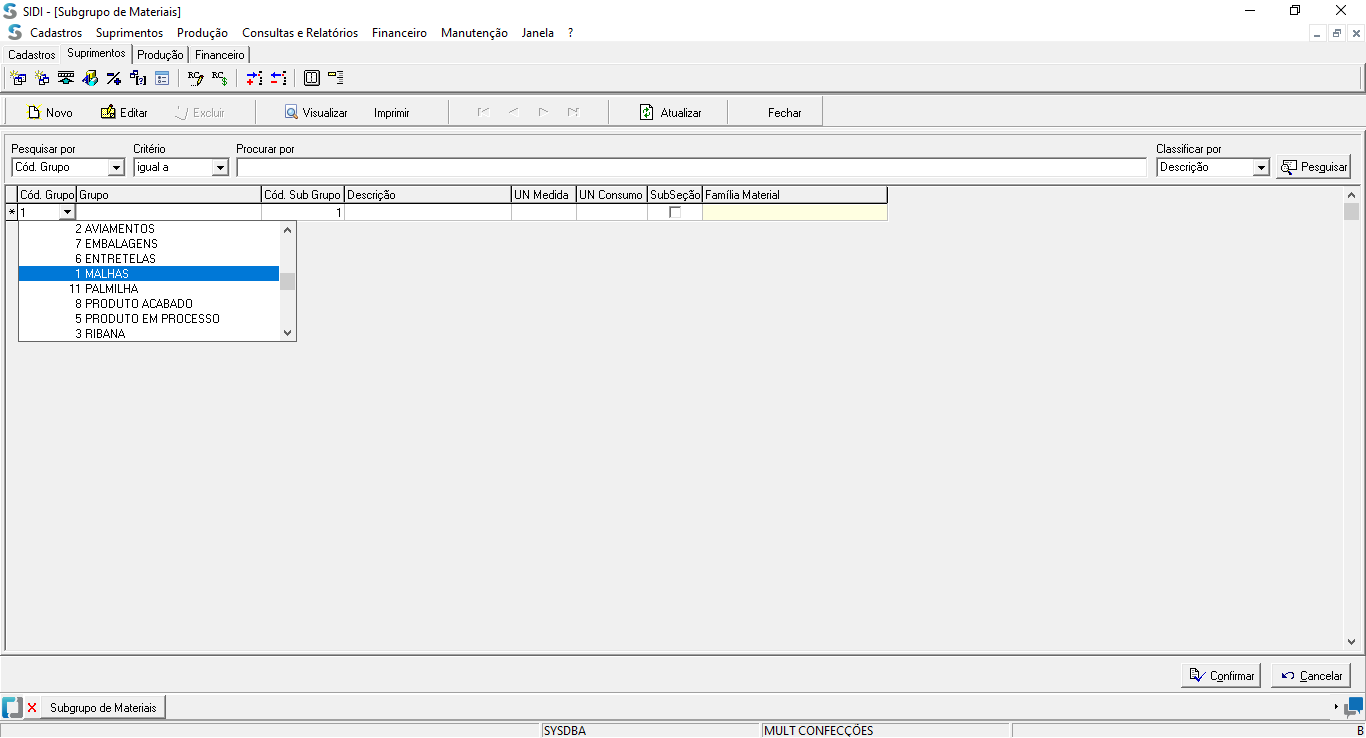 SIDI - [Subgrupo de Materiais]
Cadastros Suprimentos Produção Consultas e Relatórios Financeiro Manutenção Janela ?
Cadastros Suprimentos Produção Financeiro
Novo Editar Excluir Visualizar Imprimir Atualizar Fechar
Pesquisar por Critério Procurar por Classificar por
Cód. Grupo igual a Descrição Pesquisar
Cód. Grupo Grupo Cód. Sub Grupo Descrição UN Medida UN Consumo SubSeção Família Material
* 1 1
2 AVIAMENTOS
7 EMBALAGENS
6 ENTRETELAS
1 MALHAS
11 PALMILHA
8 PRODUTO ACABADO
5 PRODUTO EM PROCESSO
3 RIBANA
Confirmar Cancelar
Subgrupo de Materiais
SYSDBA MULT CONFECÇÕES B